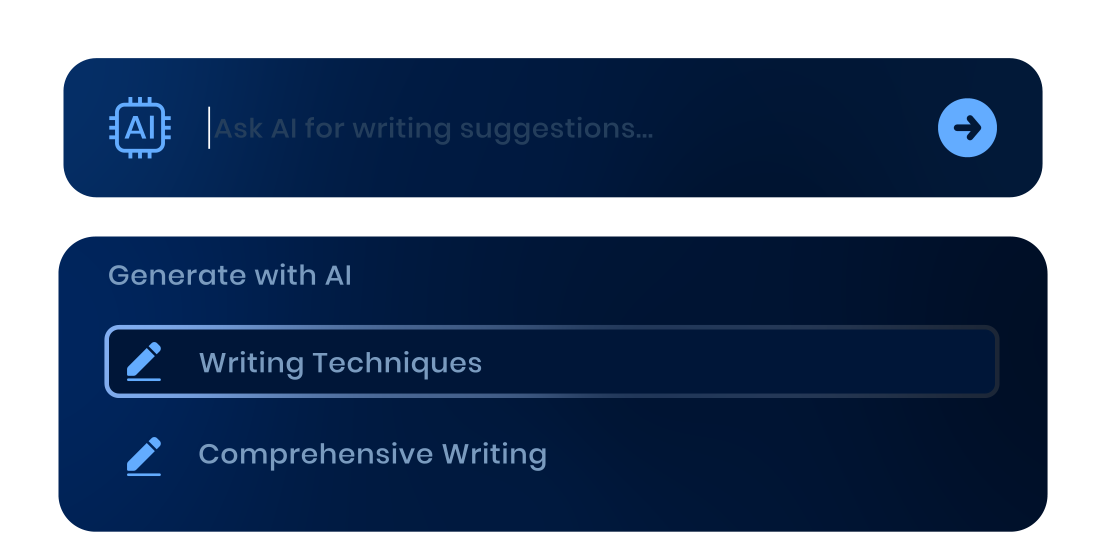 AI
Ask AI for writing suggestions...
Generate with AI
Writing Techniques
Comprehensive Writing